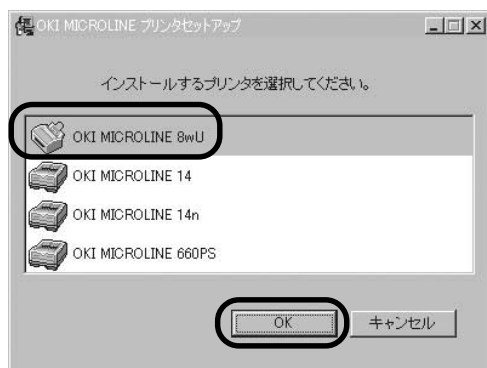 OKI MICROLINE プリンタセットアップ
インストールするプリンタを選択してください。
OKI MICROLINE 8wU
OKI MICROLINE 14
OKI MICROLINE 14n
OKI MICROLINE 660PS
OK
キャンセル